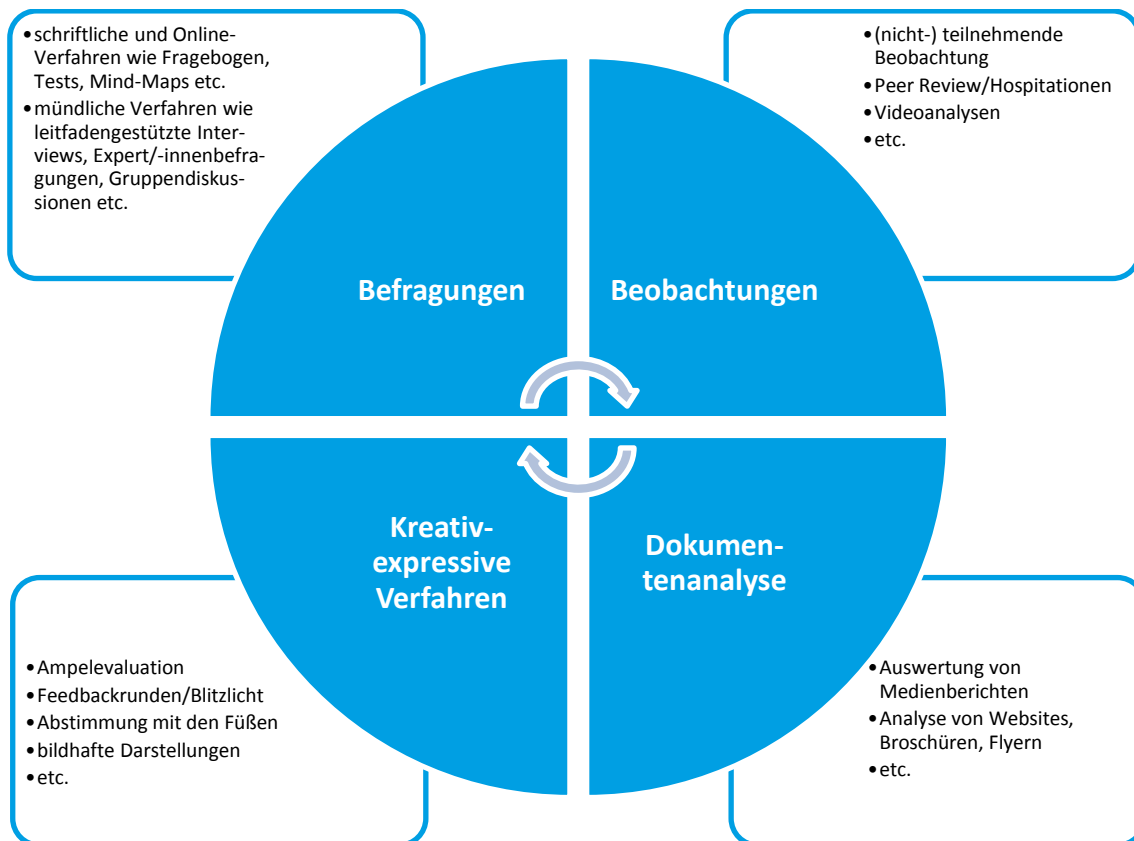 •schriftliche und Online-
Verfahren wie Fragebogen,
Tests, Mind-Maps etc.
•mündliche Verfahren wie
leitfadengestützte Inter-
views, Expert/-innenbefra-
gungen, Gruppendiskus-
sionen etc.
•(nicht-) teilnehmende
Beobachtung
•Peer Review/Hospitationen
•Videoanalysen
•etc.
Befragungen
Beobachtungen
Kreativ-
expressive
Verfahren
Dokumen-
tenanalyse
•Ampelevaluation
•Feedbackrunden/Blitzlicht
•Abstimmung mit den Füßen
•bildhafte Darstellungen
•etc.
•Auswertung von
Medienberichten
•Analyse von Websites,
Broschüren, Flyern
•etc.